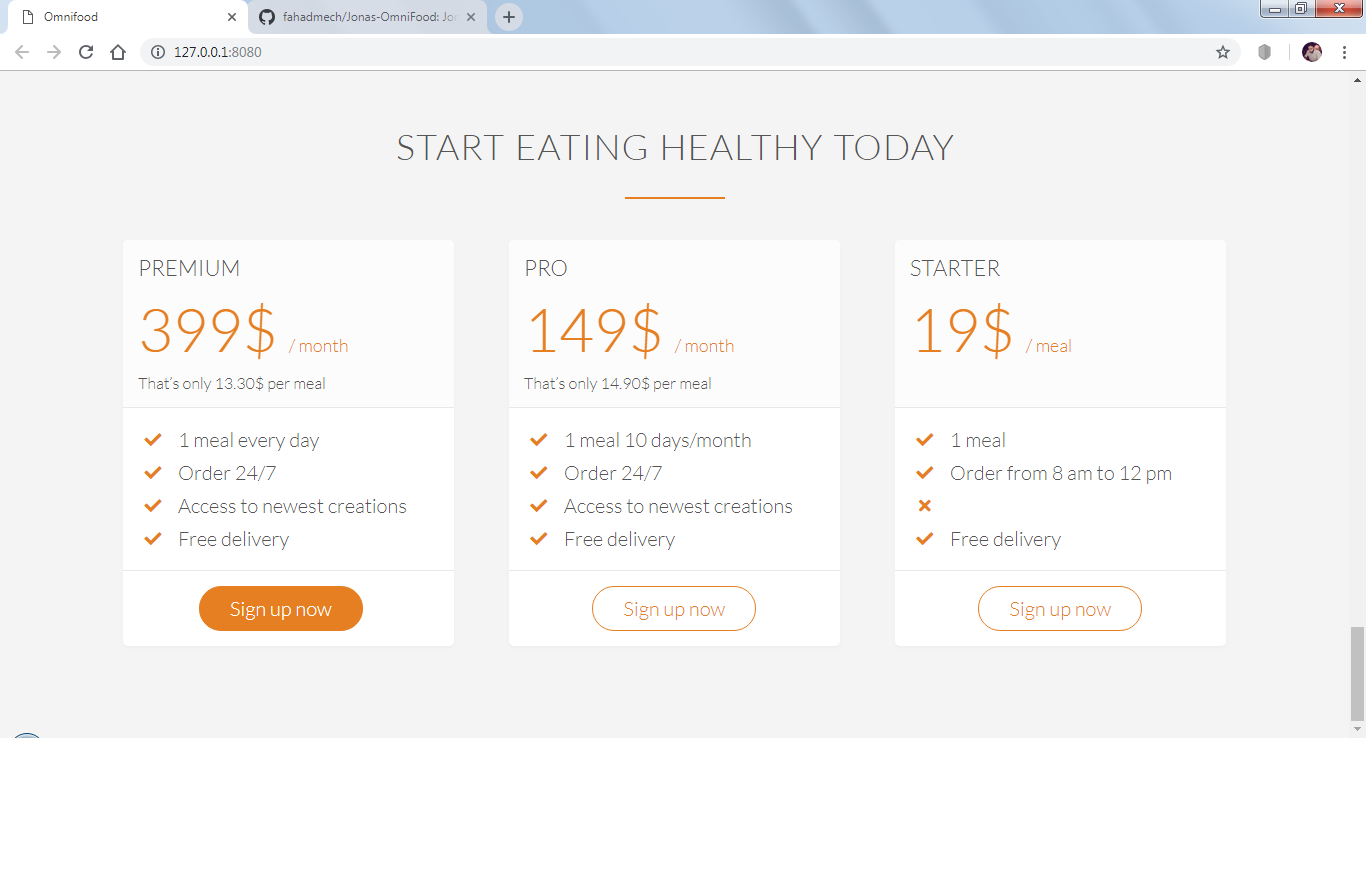 Omnifood
fahadmech/Jonas-OmniFood: Jo
127.0.0.1:8080
START EATING HEALTHY TODAY
PREMIUM
399$ / month
That's only 13.30$ per meal
1 meal every day
Order 24/7
Access to newest creations
Free delivery
Sign up now
PRO
149$ / month
That's only 14.90$ per meal
1 meal 10 days/month
Order 24/7
Access to newest creations
Free delivery
Sign up now
STARTER
19$ / meal
1 meal
Order from 8 am to 12 pm
Free delivery
Sign up now